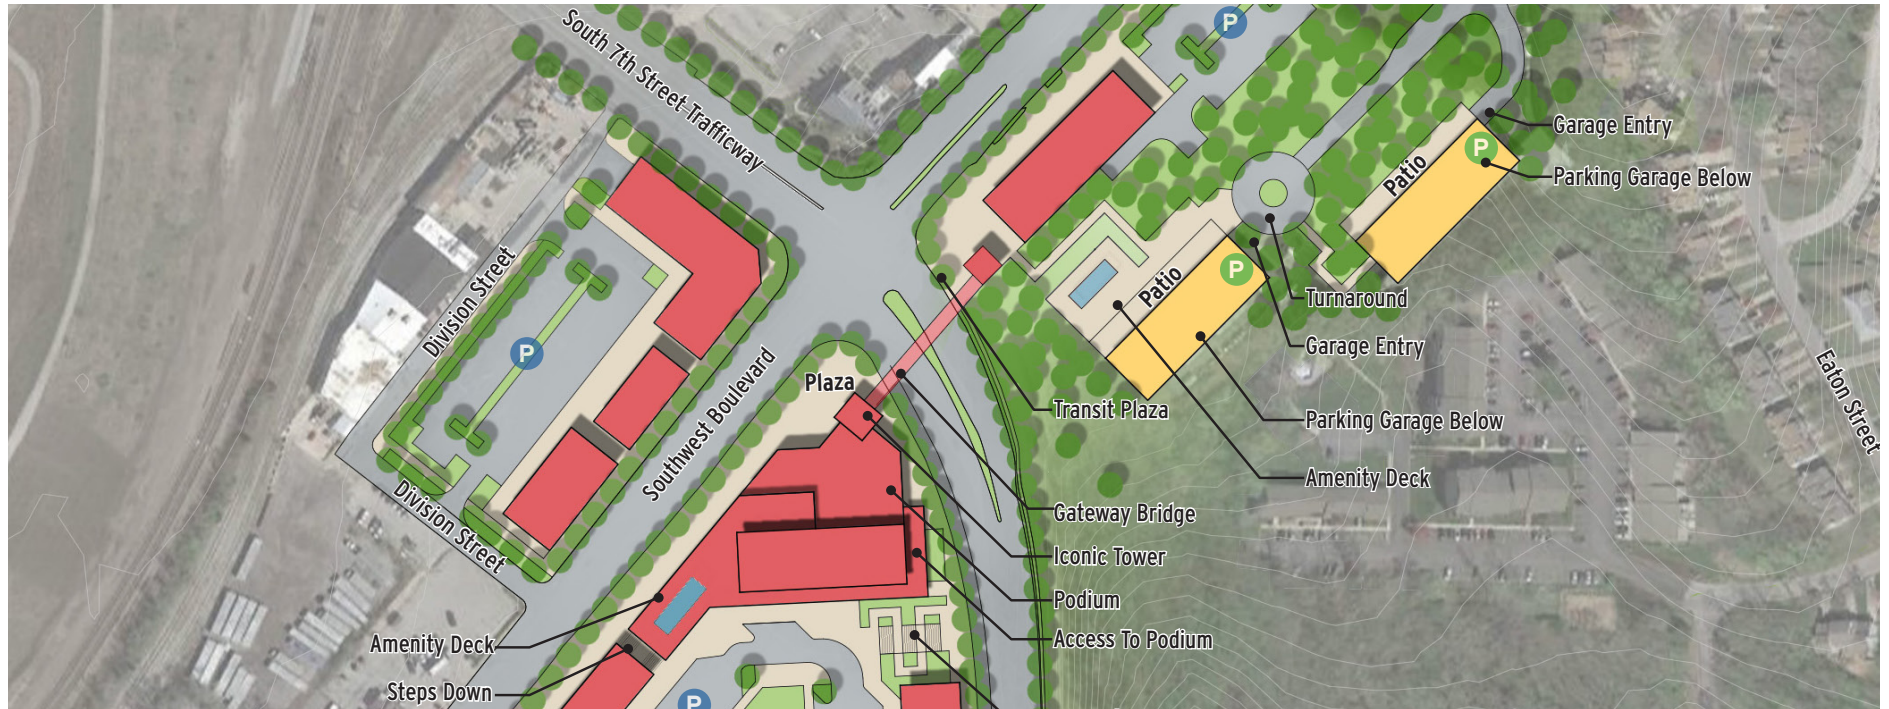 South 7th Street Trafficway
P
Garage Entry
P
Parking Garage Below
Patio
Division Street
P
Patio
Turnaround
P
Garage Entry
Eaton Street
Plaza
Southwest Boulevard
Transit Plaza
Parking Garage Below
Amenity Deck
Division Street
Gateway Bridge
Iconic Tower
Podium
Access To Podium
Amenity Deck
Steps Down
P